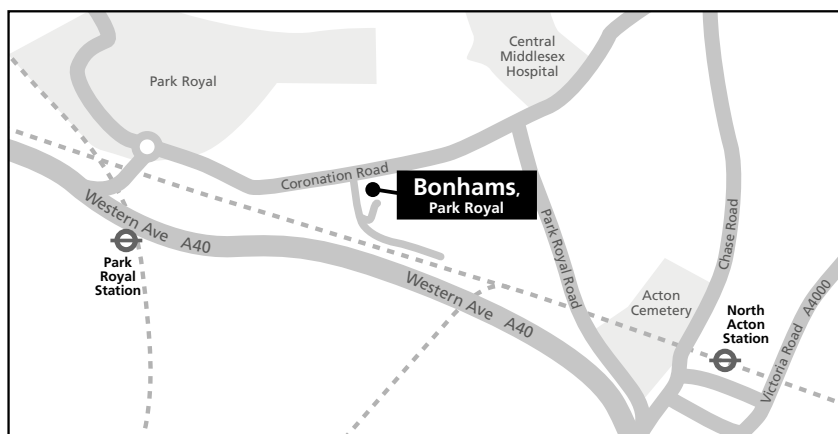 Central
Middlesex
Hospital
Park Royal
Coronation Road
Bonhams,
Park Royal
Western Ave A40
Park
Royal
Station
Park Royal Road
Chase Road
Western Ave A40
Acton
Cemetery
North
Acton
Station
Victoria Road A4000